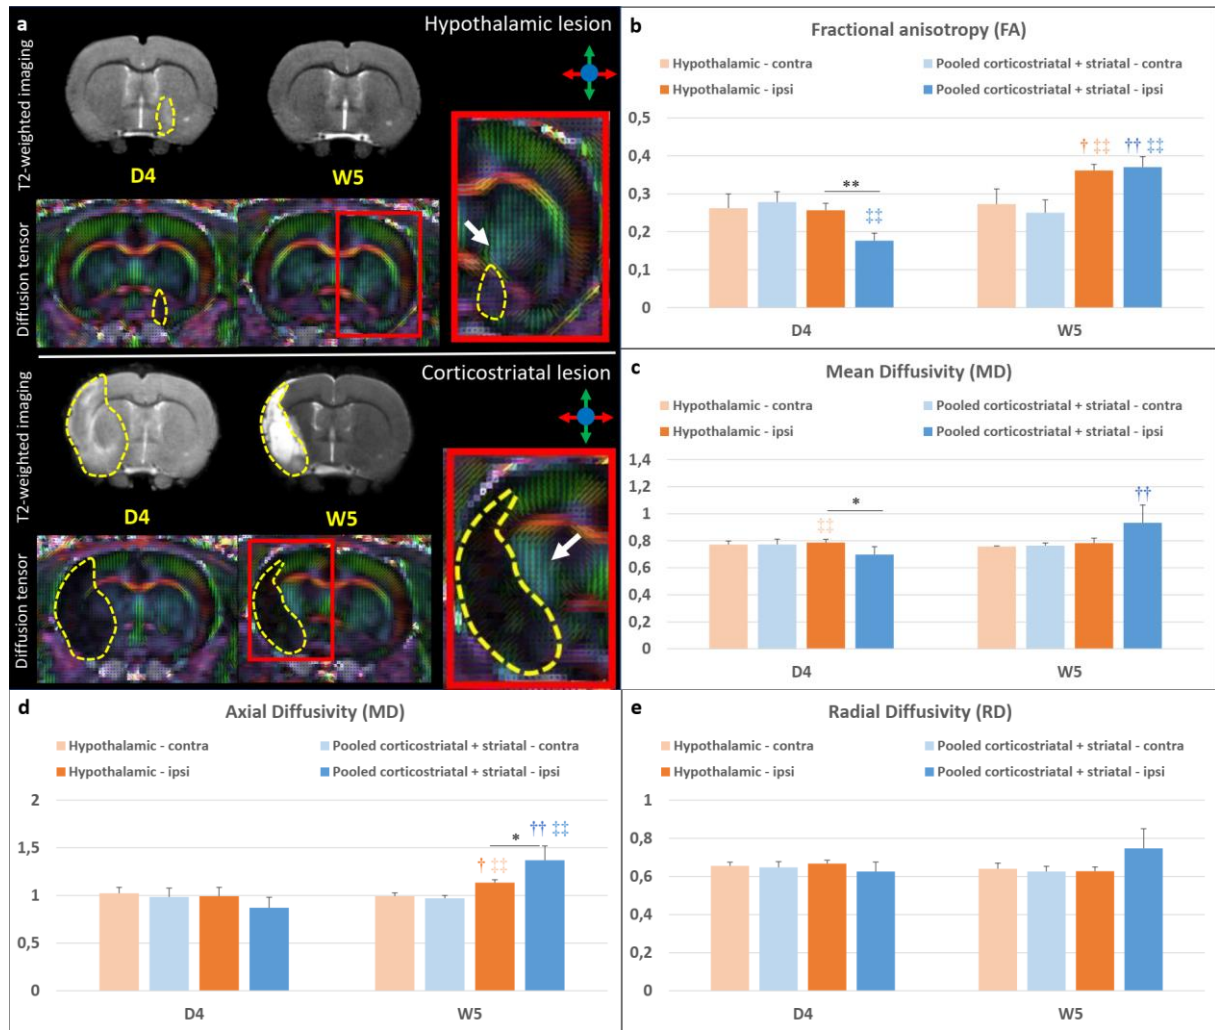 a
Hypothalamic lesion
T2-weighted imaging
D4
W5
Diffusion tensor
Corticostriatal lesion
T2-weighted imaging
D4
W5
Diffusion tensor
b
Fractional anisotropy (FA)
Hypothalamic - contra
Pooled corticostriatal + striatal - contra
Hypothalamic - ipsi
Pooled corticostriatal + striatal - ipsi
0,5
0,4
0,3
0,2
0,1
0
**
‡‡
† ‡‡
†† ‡‡
D4
W5
c
Mean Diffusivity (MD)
Hypothalamic - contra
Pooled corticostriatal + striatal - contra
Hypothalamic - ipsi
Pooled corticostriatal + striatal - ipsi
1,4
1,2
1
0,8
0,6
0,4
0,2
0
‡‡
*
††
D4
W5
d
Axial Diffusivity (MD)
Hypothalamic - contra
Pooled corticostriatal + striatal - contra
Hypothalamic - ipsi
Pooled corticostriatal + striatal - ipsi
2
1,5
1
0,5
0
† ‡‡
*
†† ‡‡
D4
W5
e
Radial Diffusivity (RD)
Hypothalamic - contra
Pooled corticostriatal + striatal - contra
Hypothalamic - ipsi
Pooled corticostriatal + striatal - ipsi
1
0,8
0,6
0,4
0,2
0
D4
W5